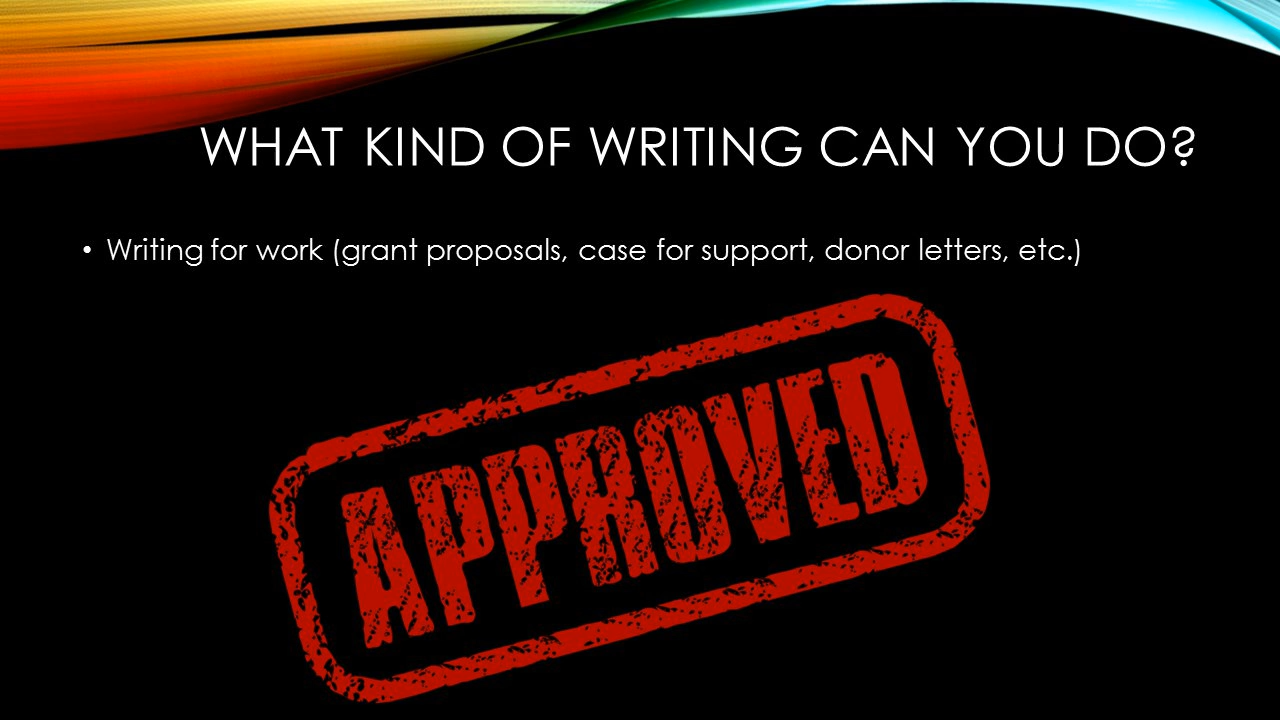 WHAT KIND OF WRITING CAN YOU DO?
• Writing for work (grant proposals, case for support, donor letters, etc.)
APPROVED